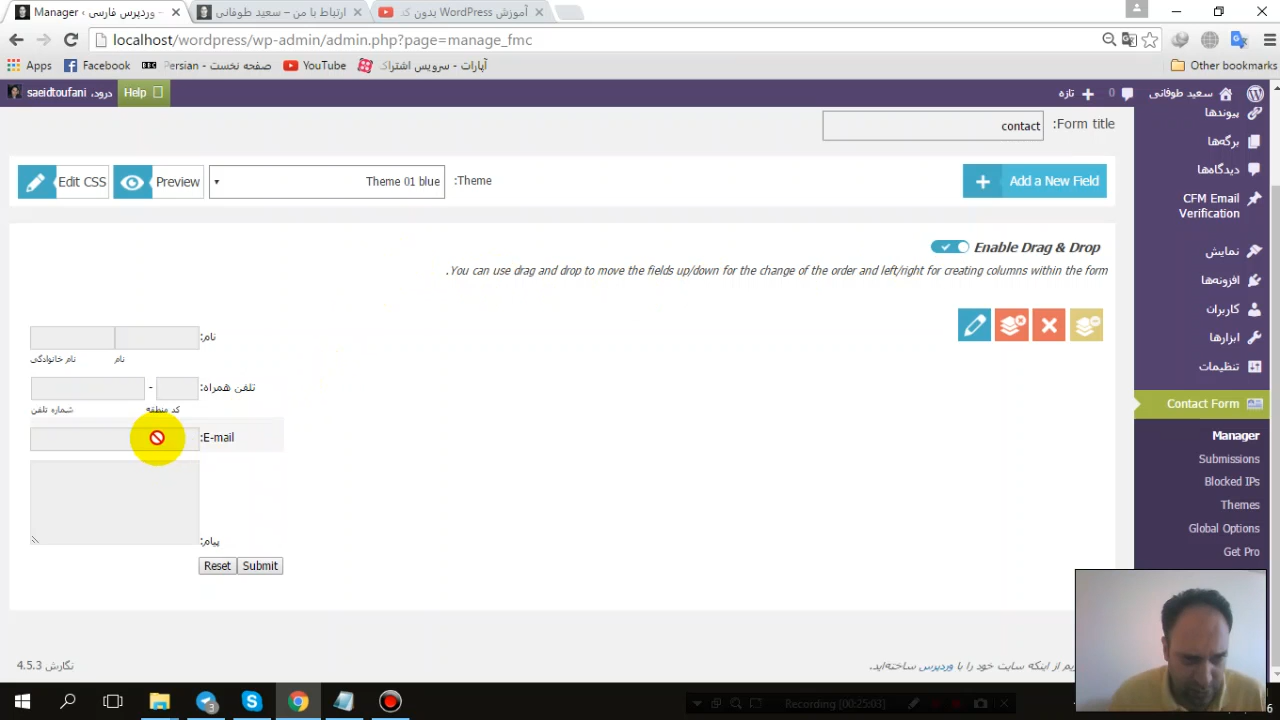 Manager ‹ وردپرس فارسی —
ارتباط با من – سعید طوفانی
آموزش WordPress بدون کد
localhost/wordpress/wp-admin/admin.php?page=manage_fmc
Apps
Facebook
صفحه نخست - Persian
YouTube
آپارات - سرویس اشتراک
Other bookmarks
سعید طوفانی
0
تازه
Help
درود، saeidtoufani
Form title:
contact
Add a New Field
Theme:
Theme 01 blue
Preview
Edit CSS
Enable Drag & Drop
You can use drag and drop to move the fields up/down for the change of the order and left/right for creating columns within the form.
نام:
نام
نام خانوادگی
تلفن همراه:
-
کد منطقه
شماره تلفن
E-mail:
پیام:
Reset
Submit
پیوندها
برگه‌ها
دیدگاه‌ها
CFM Email
Verification
نمایش
افزونه‌ها
کاربران
ابزارها
تنظیمات
Contact Form
Manager
Submissions
Blocked IPs
Themes
Global Options
Get Pro
از اینکه سایت خود را با وردپرس ساخته‌اید.
نگارش 4.5.3
3
Recording [00:25:03]